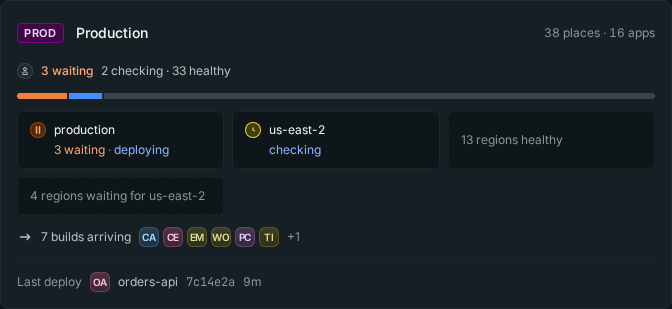 PROD Production 38 places · 16 apps
3 waiting 2 checking · 33 healthy
production
3 waiting · deploying
us-east-2
checking
13 regions healthy
4 regions waiting for us-east-2
→ 7 builds arriving CA CE EM WO PC TI +1
Last deploy OA orders-api 7c14e2a 9m